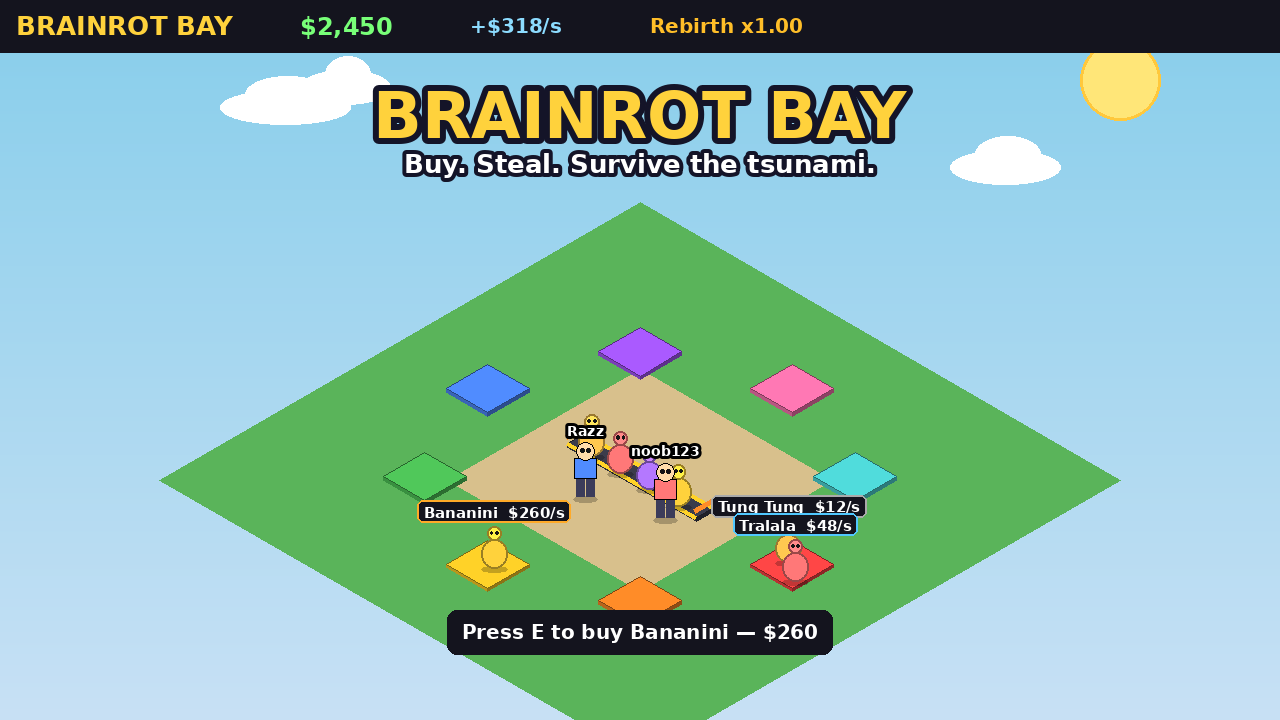 BRAINROT BAY
$2,450
+$318/s
Rebirth x1.00
BRAINROT BAY
Buy. Steal. Survive the tsunami.
Razz
noob123
Bananini $260/s
Tung Tung $12/s
Tralala $48/s
Press E to buy Bananini — $260